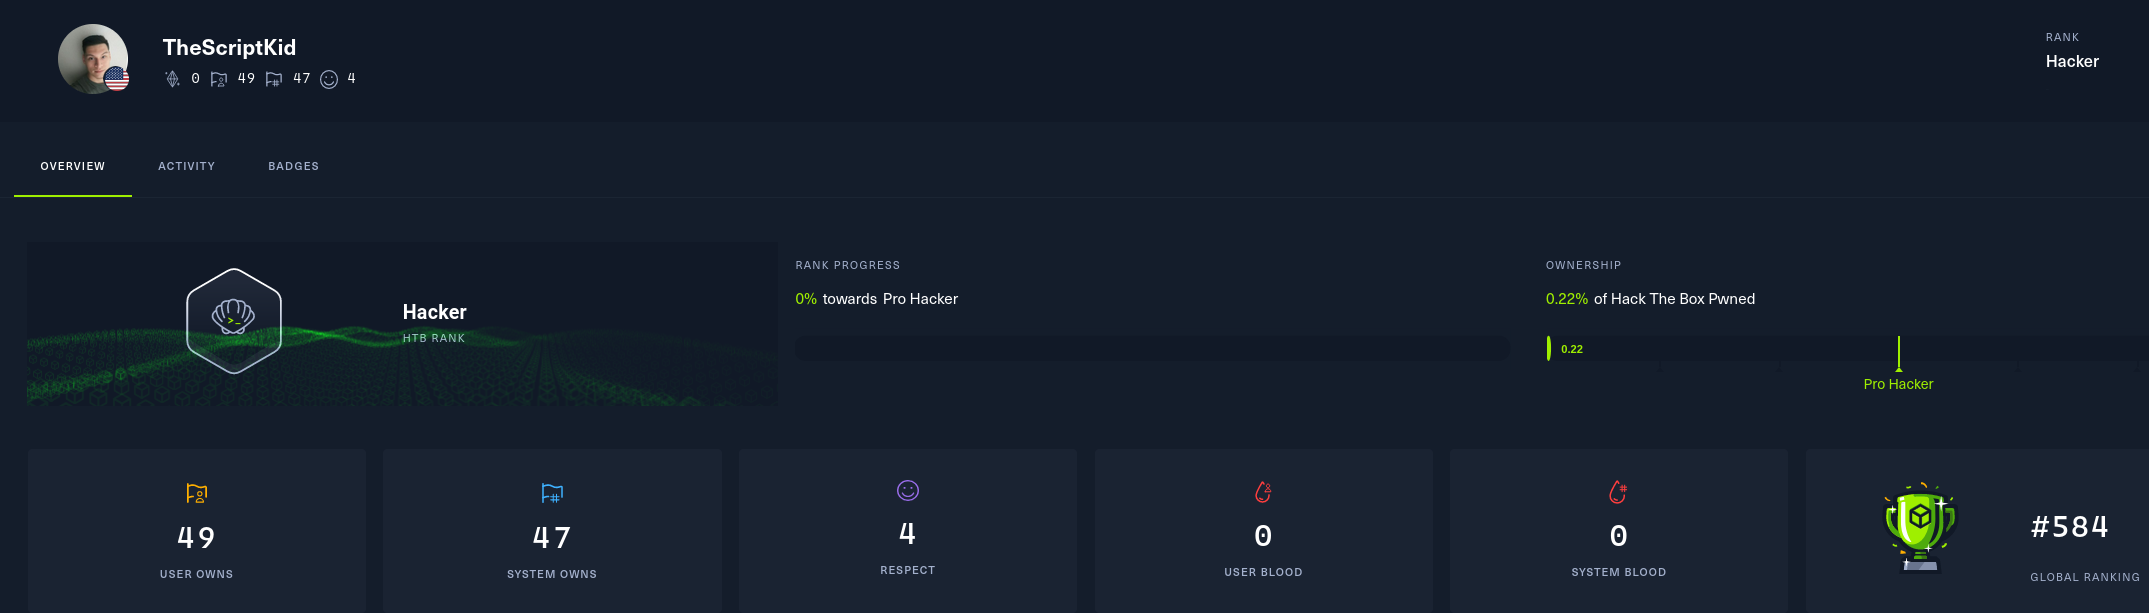 TheScriptKid
0 49 47 4
RANK
Hacker
OVERVIEW ACTIVITY BADGES
Hacker
HTB RANK
RANK PROGRESS
0% towards Pro Hacker
OWNERSHIP
0.22% of Hack The Box Pwned
0.22
Pro Hacker
49
USER OWNS
47
SYSTEM OWNS
4
RESPECT
0
USER BLOOD
0
SYSTEM BLOOD
#584
GLOBAL RANKING